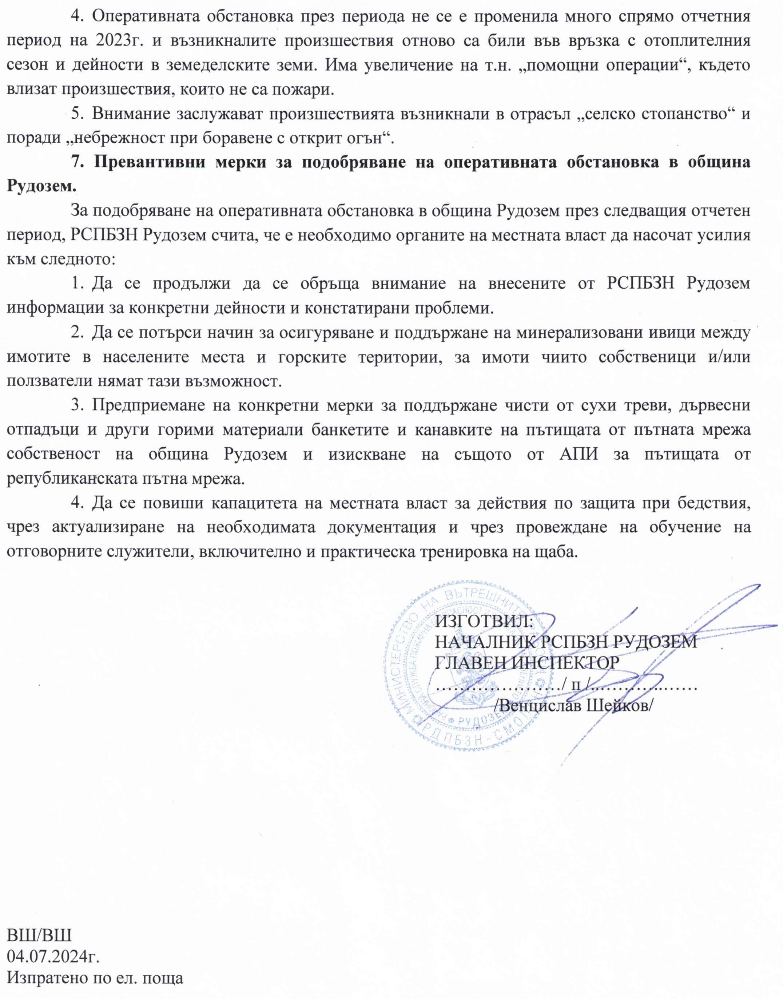 4. Оперативната обстановка през периода не се е променила много спрямо отчетния
период на 2023г. и възникналите произшествия отново са били във връзка с отоплителния
сезон и дейности в земеделските земи. Има увеличение на т.н. „помощни операции“, където
влизат произшествия, които не са пожари.
5. Внимание заслужават произшествията възникнали в отрасъл „селско стопанство“ и
поради „небрежност при боравене с открит огън“.
7. Превантивни мерки за подобряване на оперативната обстановка в община
Рудозем.
За подобряване на оперативната обстановка в община Рудозем през следващия отчетен
период, РСПБЗН Рудозем счита, че е необходимо органите на местната власт да насочат усилия
към следното:
1. Да се продължи да се обръща внимание на внесените от РСПБЗН Рудозем
информации за конкретни дейности и констатирани проблеми.
2. Да се потърси начин за осигуряване и поддържане на минерализовани ивици между
имотите в населените места и горските територии, за имоти чиито собственици и/или
ползватели нямат тази възможност.
3. Предприемане на конкретни мерки за поддържане чисти от сухи треви, дървесни
отпадъци и други горими материали банкетите и канавките на пътищата от пътната мрежа
собственост на община Рудозем и изискване на същото от АПИ за пътищата от
републиканската пътна мрежа.
4. Да се повиши капацитета на местната власт за действия по защита при бедствия,
чрез актуализиране на необходимата документация и чрез провеждане на обучение на
отговорните служители, включително и практическа тренировка на щаба.
МИНИСТЕРСТВО НА ВЪТРЕШНИТЕ
РАЙОННА СЛУЖБА ПОЖАРНА
РУДОЗЕМ
РДПБЗН-СМОЛЯН
ИЗГОТВИЛ:
НАЧАЛНИК РСПБЗН РУДОЗЕМ
ГЛАВЕН ИНСПЕКТОР
……………………/ п /…………………
/Венцислав Шейков/
ВШ/ВШ
04.07.2024г.
Изпратено по ел. поща